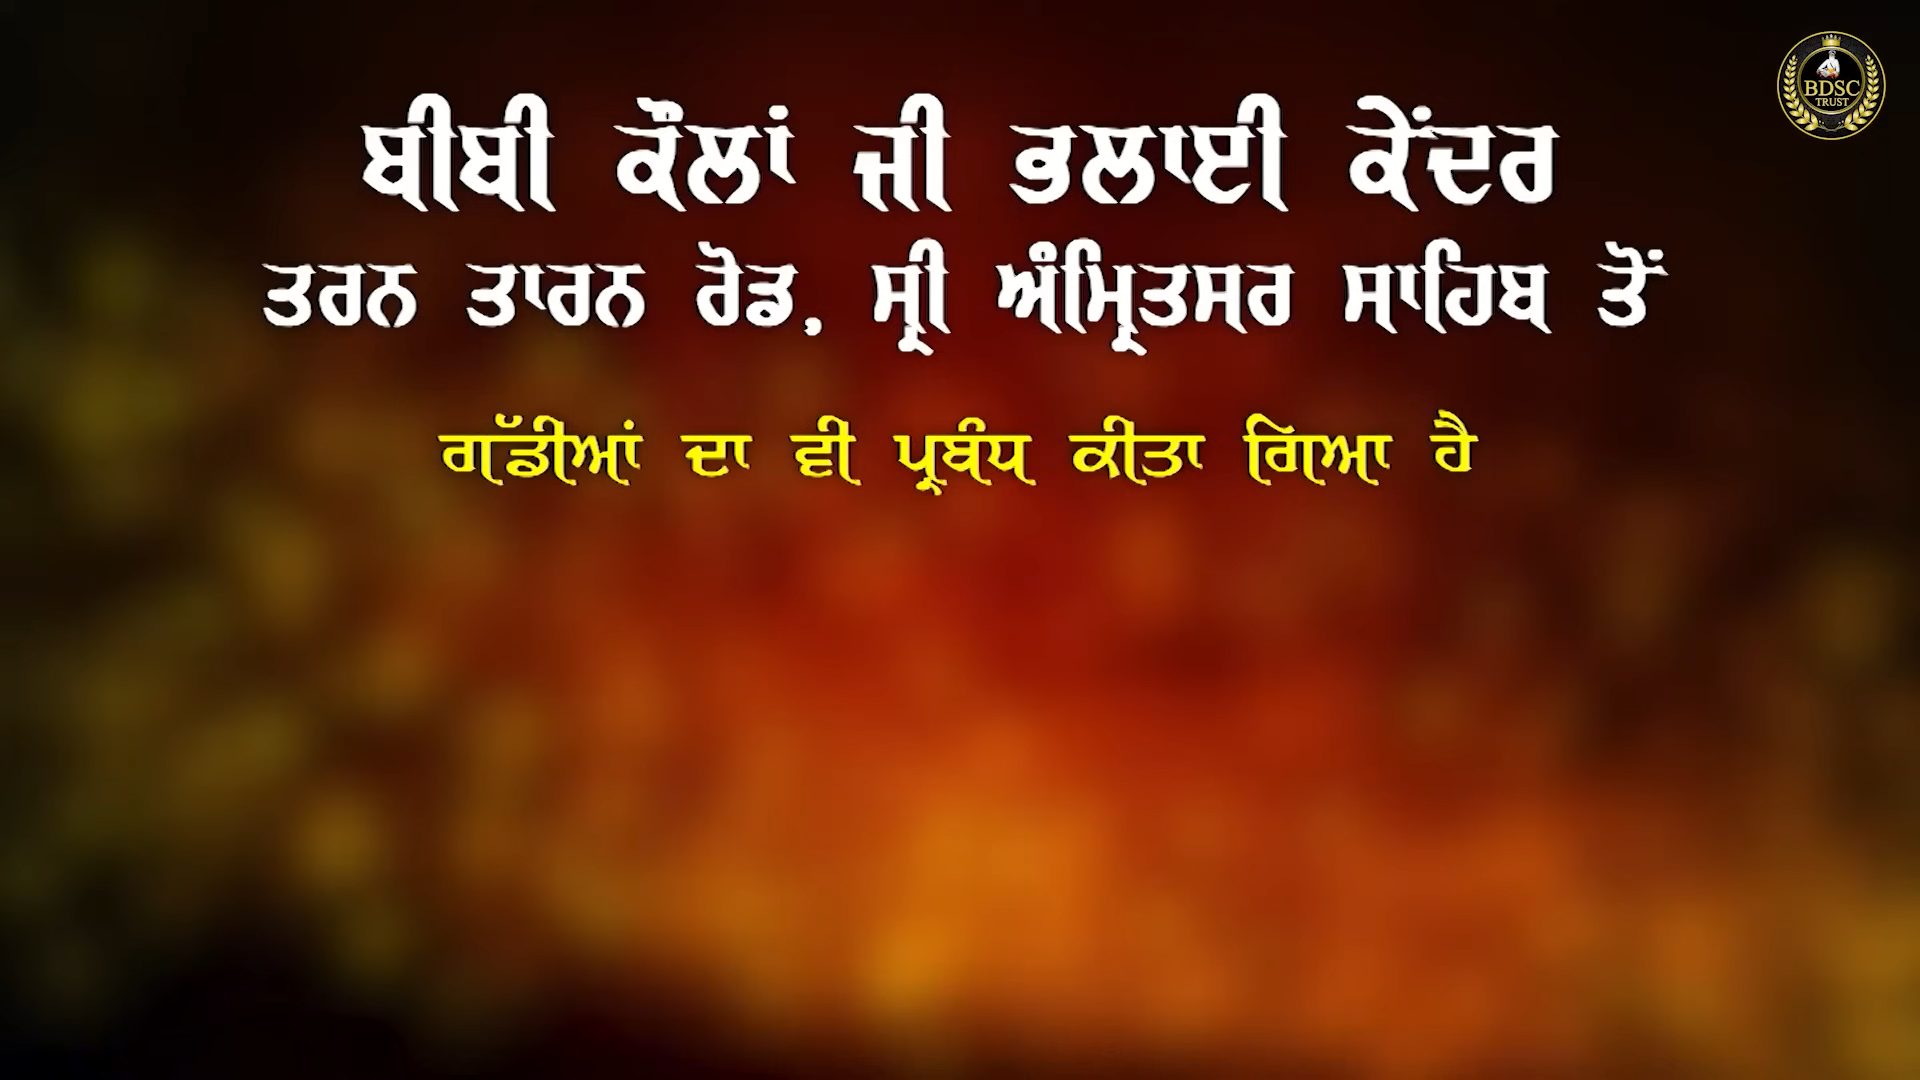 ਬੀਬੀ ਕੌਲਾਂ ਜੀ ਭਲਾਈ ਕੇਂਦਰ
ਤਰਨ ਤਾਰਨ ਰੋਡ, ਸ੍ਰੀ ਅੰਮ੍ਰਿਤਸਰ ਸਾਹਿਬ ਤੋਂ
ਗੱਡੀਆਂ ਦਾ ਵੀ ਪ੍ਰਬੰਧ ਕੀਤਾ ਗਿਆ ਹੈ
BDSC
TRUST